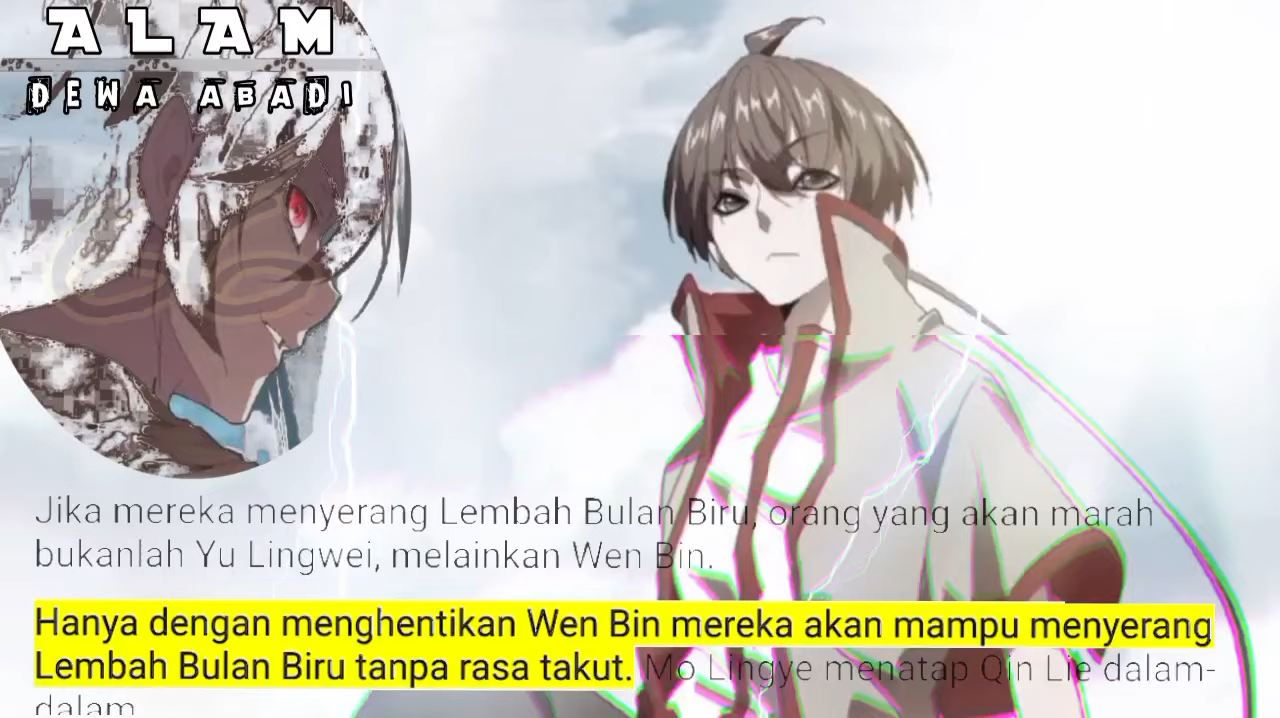 ALAM
DEWA ABADI
Jika mereka menyerang Lembah Bulan Biru, orang yang akan marah
bukanlah Yu Lingwei, melainkan Wen Bin.
Hanya dengan menghentikan Wen Bin mereka akan mampu menyerang
Lembah Bulan Biru tanpa rasa takut. Mo Lingye menatap Qin Lie dalam-
dalam.